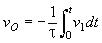 v_O = -\frac{1}{\tau}\int_0^t v_1 dt